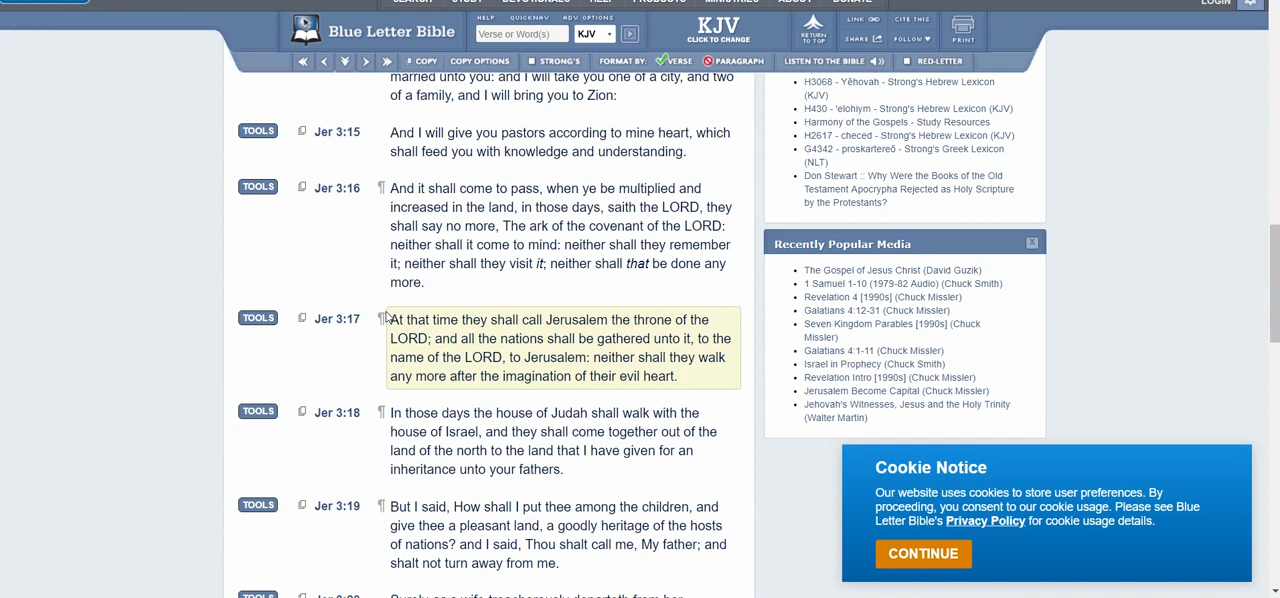 SEARCH STUDY DEVOTIONALS HELP PRODUCTS MINISTRIES ABOUT DONATE
LOGIN
Blue Letter Bible
HELP QUICKNAV ADV. OPTIONS
Verse or Word(s)
KJV
KJV
CLICK TO CHANGE
RETURN
TO TOP
LINK CITE THIS
SHARE FOLLOW
PRINT
COPY COPY OPTIONS STRONG'S FORMAT BY: VERSE PARAGRAPH LISTEN TO THE BIBLE RED-LETTER
married unto you: and I will take you one of a city, and two
of a family, and I will bring you to Zion:
TOOLS Jer 3:15 And I will give you pastors according to mine heart, which
shall feed you with knowledge and understanding.
TOOLS Jer 3:16 ¶ And it shall come to pass, when ye be multiplied and
increased in the land, in those days, saith the LORD, they
shall say no more, The ark of the covenant of the LORD:
neither shall it come to mind: neither shall they remember
it; neither shall they visit it; neither shall that be done any
more.
TOOLS Jer 3:17 ¶ At that time they shall call Jerusalem the throne of the
LORD; and all the nations shall be gathered unto it, to the
name of the LORD, to Jerusalem: neither shall they walk
any more after the imagination of their evil heart.
TOOLS Jer 3:18 ¶ In those days the house of Judah shall walk with the
house of Israel, and they shall come together out of the
land of the north to the land that I have given for an
inheritance unto your fathers.
TOOLS Jer 3:19 ¶ But I said, How shall I put thee among the children, and
give thee a pleasant land, a goodly heritage of the hosts
of nations? and I said, Thou shalt call me, My father; and
shalt not turn away from me.
TOOLS Jer 3:20 ¶ Surely as a wife treacherously departeth from her
H3068 - Yĕhovah - Strong's Hebrew Lexicon
(KJV)
H430 - 'elohiym - Strong's Hebrew Lexicon (KJV)
Harmony of the Gospels - Study Resources
H2617 - checed - Strong's Hebrew Lexicon (KJV)
G4342 - proskartereō - Strong's Greek Lexicon
(NLT)
Don Stewart :: Why Were the Books of the Old
Testament Apocrypha Rejected as Holy Scripture
by the Protestants?
Recently Popular Media
X
The Gospel of Jesus Christ (David Guzik)
1 Samuel 1-10 (1979-82 Audio) (Chuck Smith)
Revelation 4 [1990s] (Chuck Missler)
Galatians 4:12-31 (Chuck Missler)
Seven Kingdom Parables [1990s] (Chuck
Missler)
Galatians 4:1-11 (Chuck Missler)
Israel in Prophecy (Chuck Smith)
Revelation Intro [1990s] (Chuck Missler)
Jerusalem Become Capital (Chuck Missler)
Jehovah's Witnesses, Jesus and the Holy Trinity
(Walter Martin)
Cookie Notice
Our website uses cookies to store user preferences. By
proceeding, you consent to our cookie usage. Please see Blue
Letter Bible's Privacy Policy for cookie usage details.
CONTINUE